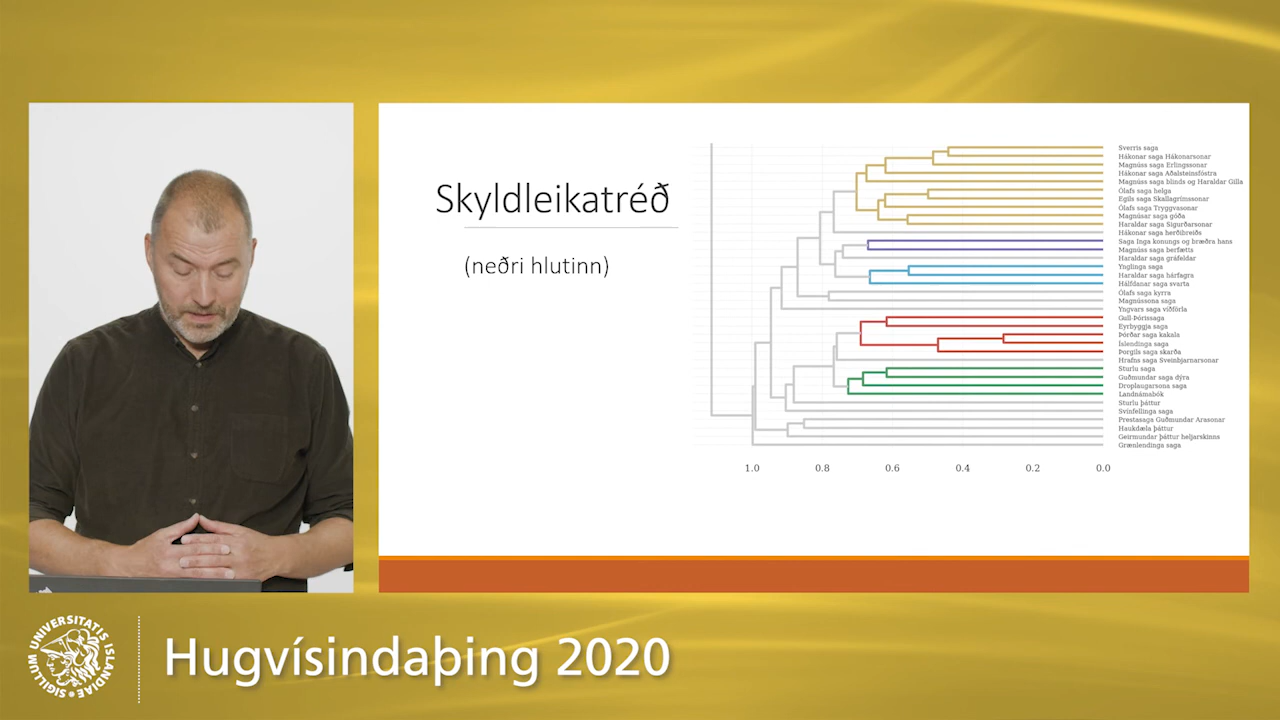 Skyldleikatréð
(neðri hlutinn)
Sverris saga
Hákonar saga Hákonarsonar
Magnúss saga Erlingssonar
Hákonar saga Aðalsteinsfóstra
Magnúss saga blinds og Haraldar Gilla
Ólafs saga helga
Egils saga Skallagrímssonar
Ólafs saga Tryggvasonar
Magnúsar saga góða
Haraldar saga Sigurðarsonar
Hákonar saga herðibreiðs
Saga Inga konungs og bræðra hans
Magnúss saga berfætts
Haraldar saga gráfeldar
Ynglinga saga
Haraldar saga hárfagra
Hálfdanar saga svarta
Ólafs saga kyrra
Magnússona saga
Yngvars saga víðförla
Gull-Þórissaga
Eyrbyggja saga
Þórðar saga kakala
Íslendinga saga
Þorgils saga skarða
Hrafns saga Sveinbjarnarsonar
Sturlu saga
Guðmundar saga dýra
Droplaugarsona saga
Landnámabók
Sturlu þáttur
Svínfellinga saga
Prestasaga Guðmundar Arasonar
Haukdæla þáttur
Geirmundar þáttur heljarskinns
Grænlendinga saga
1.0 0.8 0.6 0.4 0.2 0.0
SIGILLUM UNIVERSITATIS ISLANDIAE
Hugvísindaþing 2020